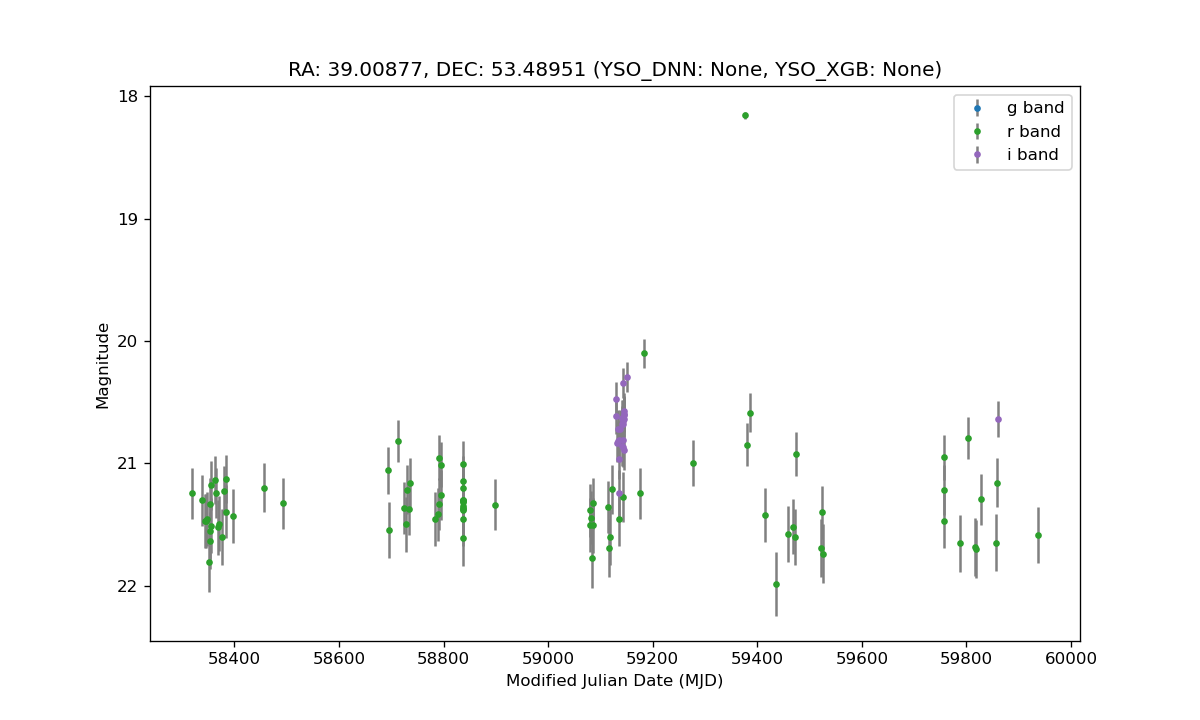 RA: 39.00877, DEC: 53.48951 (YSO_DNN: None, YSO_XGB: None)
g band
r band
i band
18
19
20
21
22
Magnitude
58400 58600 58800 59000 59200 59400 59600 59800 60000
Modified Julian Date (MJD)